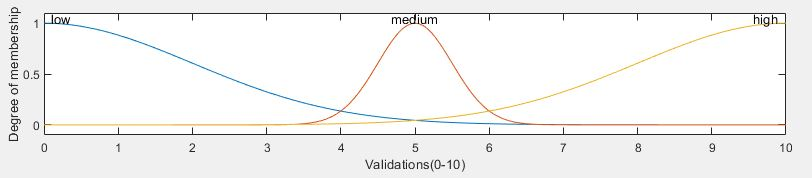 low medium high
1
0.5
0
Degree of membership
0 1 2 3 4 5 6 7 8 9 10
Validations(0-10)